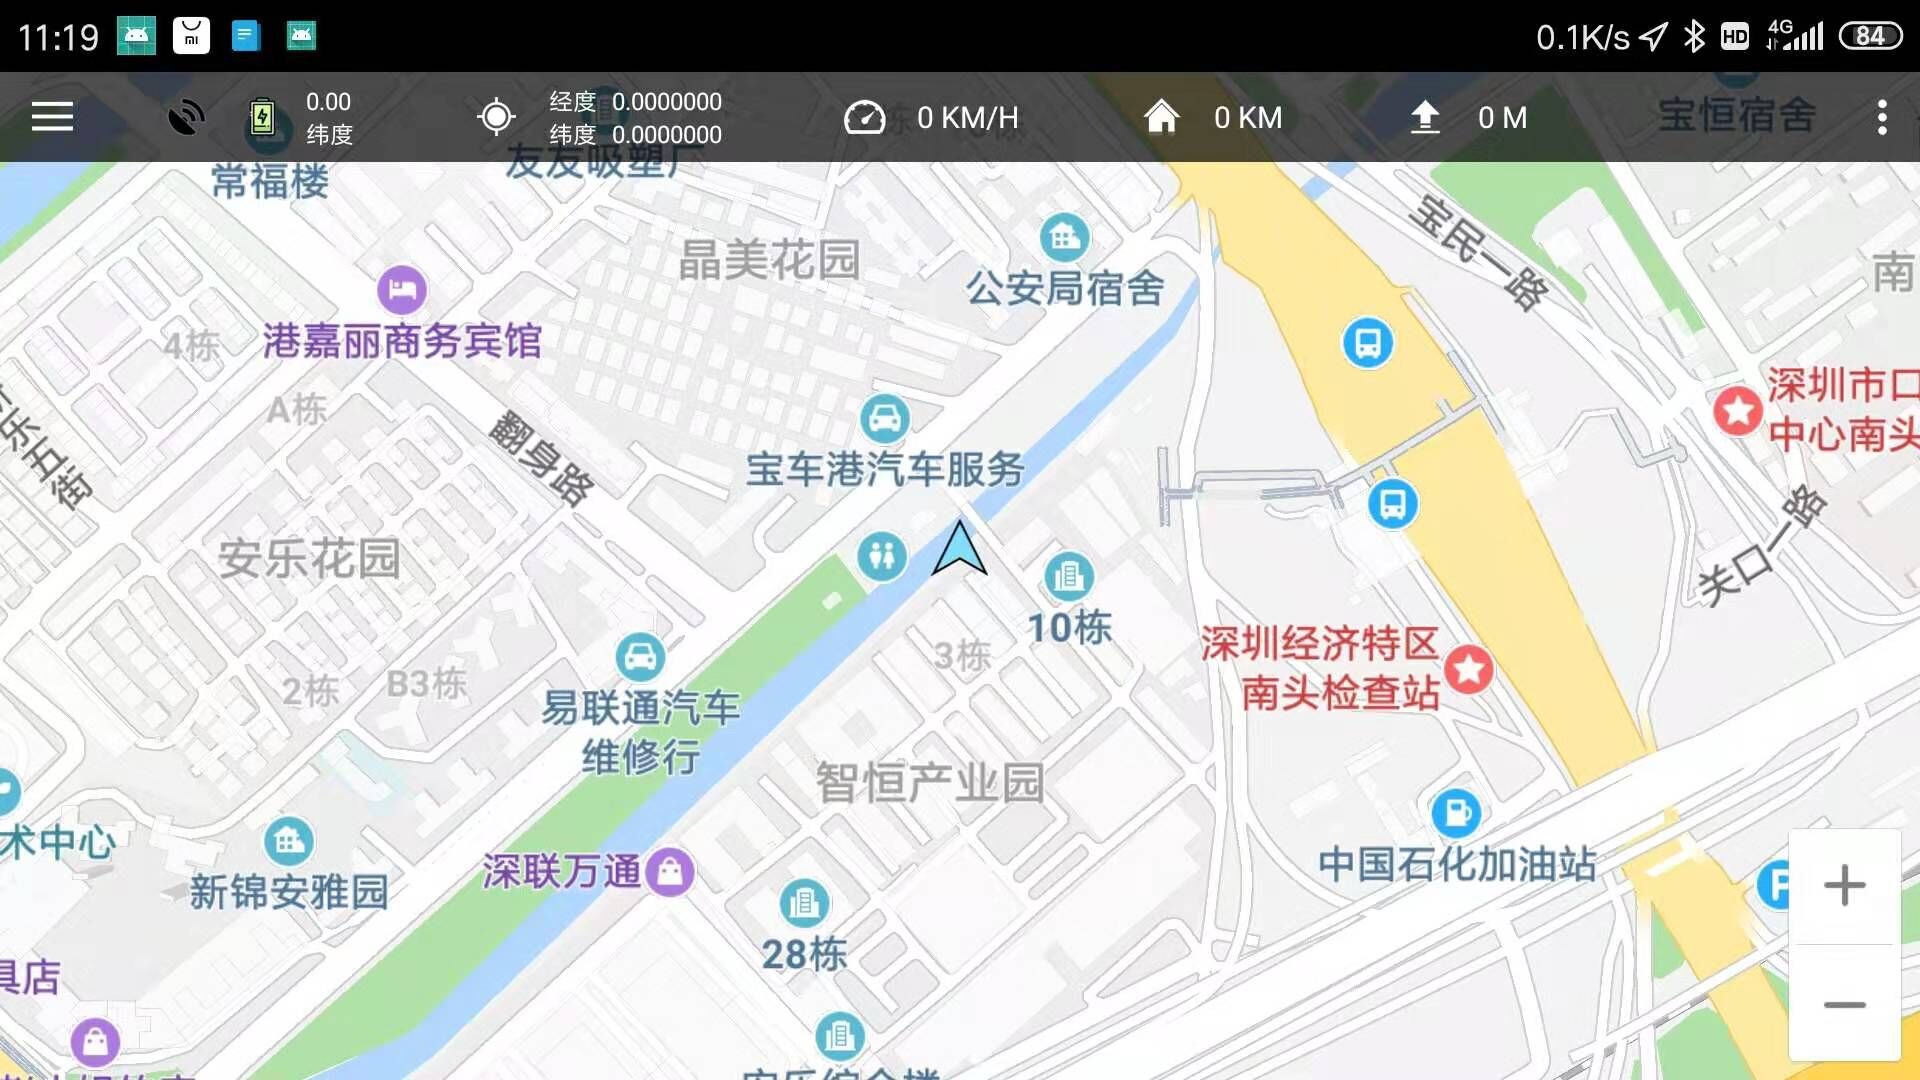 11:19
0.1K/s
HD
4G
84
0.00
纬度
经度 0.0000000
纬度 0.0000000
0 KM/H
0 KM
0 M
宝恒宿舍
常福楼
友友吸塑厂
晶美花园
公安局宿舍
宝民一路
南
港嘉丽商务宾馆
4栋
A栋
翻身路
宝车港汽车服务
深圳市口
中心南头
乐五街
安乐花园
关口一路
10栋
3栋
深圳经济特区
南头检查站
2栋
B3栋
易联通汽车
维修行
智恒产业园
术中心
新锦安雅园
深联万通
中国石化加油站
P
28栋
具店
安乐综合楼